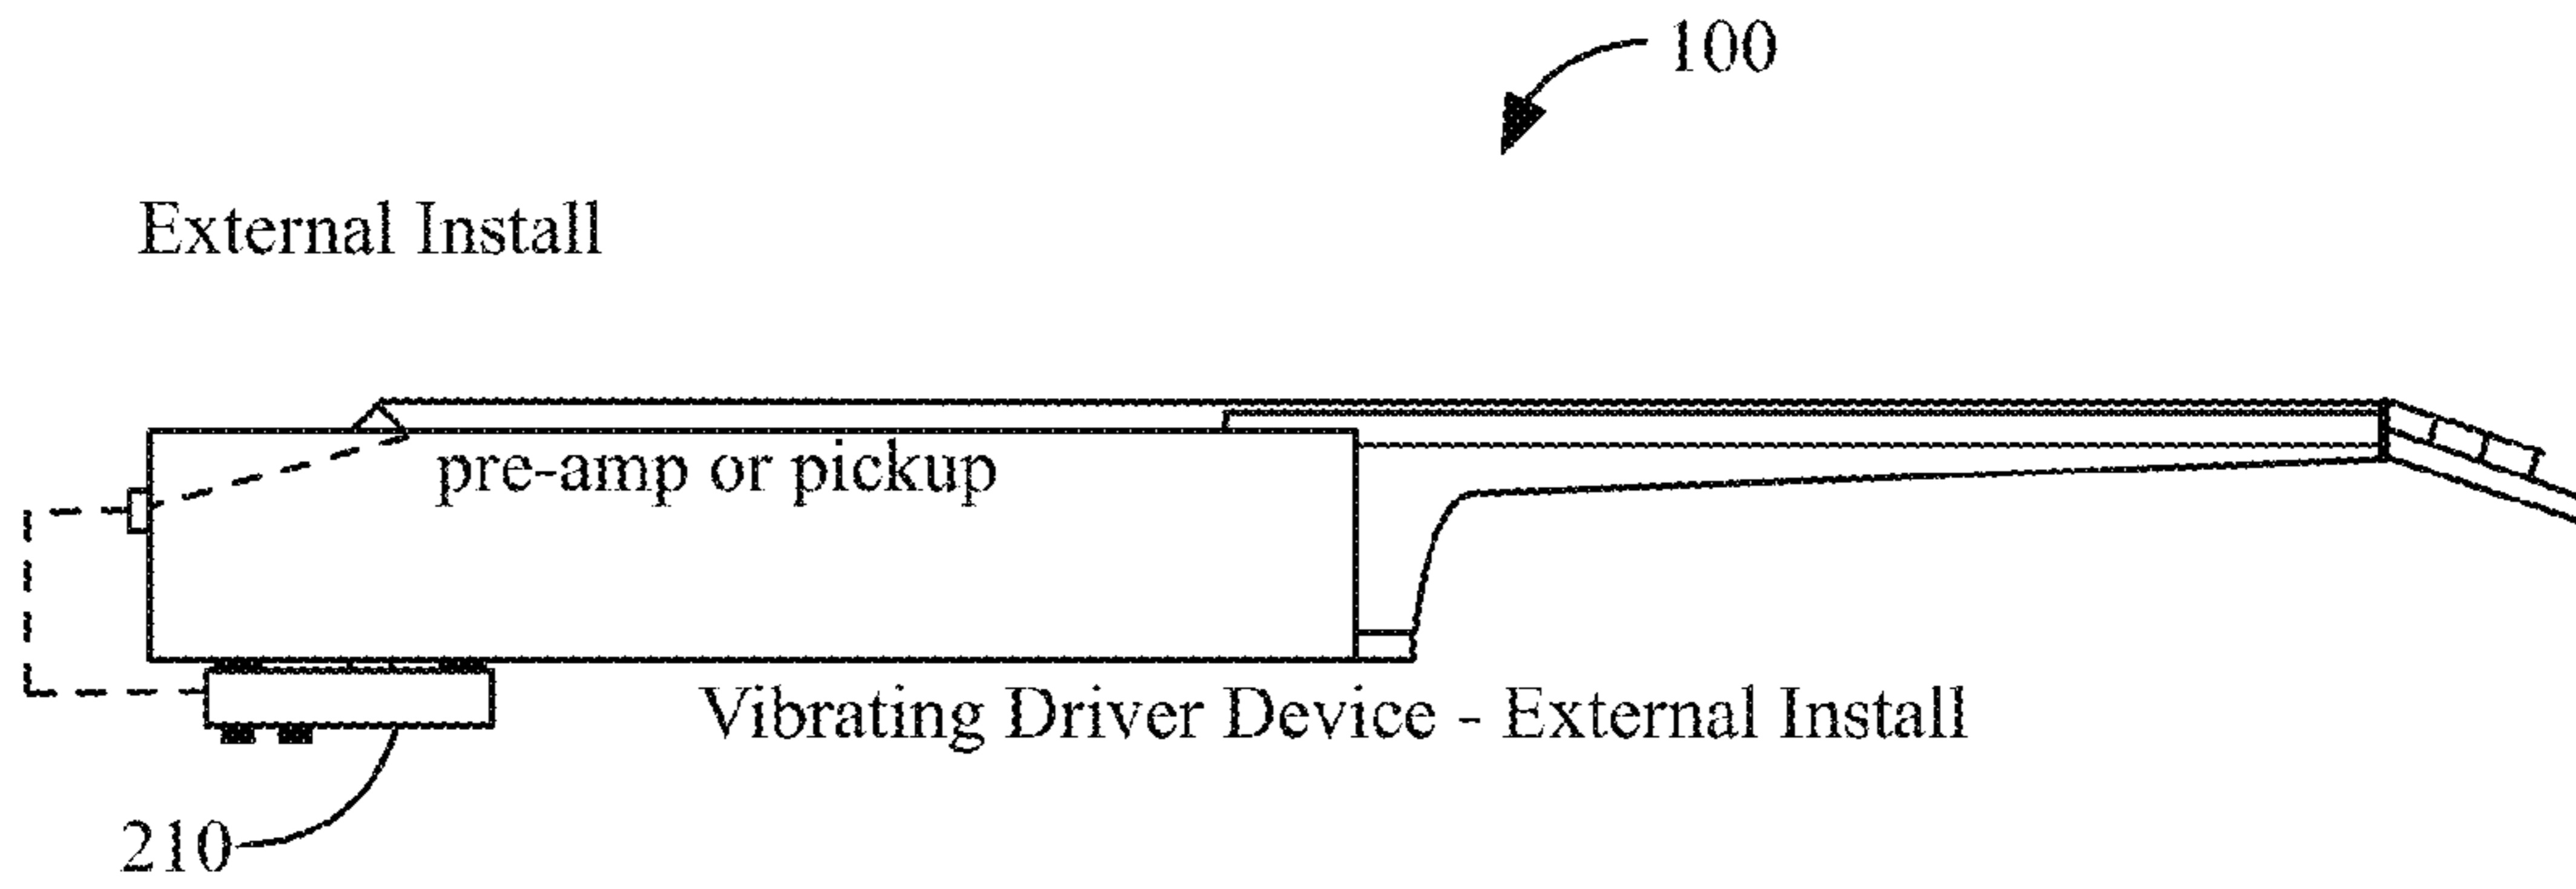 100
External Install
pre-amp or pickup
Vibrating Driver Device - External Install
210